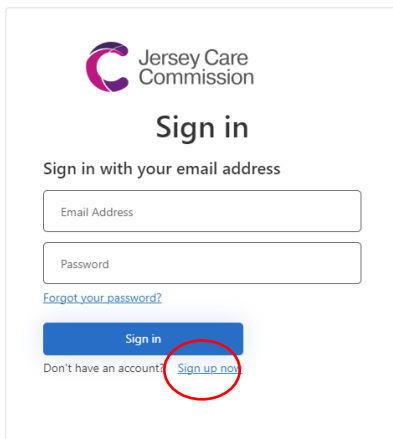 Jersey Care
Commission
Sign in
Sign in with your email address
Email Address
Password
Forgot your password?
Sign in
Don't have an account? Sign up now